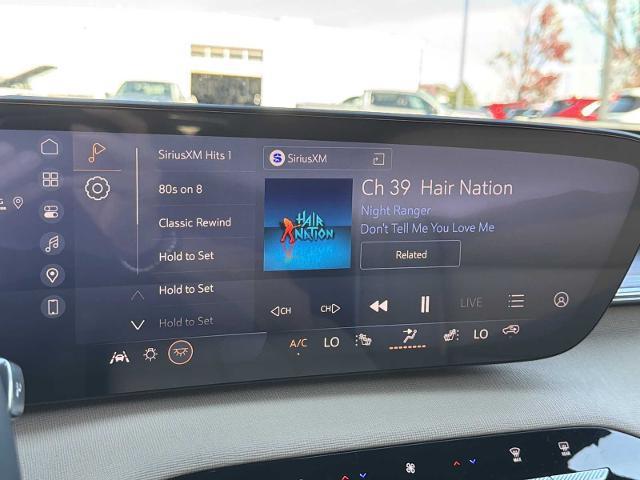 SiriusXM Hits 1
80s on 8
Classic Rewind
Hold to Set
Hold to Set
Hold to Set
SiriusXM
HAIR
NATION
Ch 39 Hair Nation
Night Ranger
Don't Tell Me You Love Me
Related
CH
CH
LIVE
A/C
LO
LO